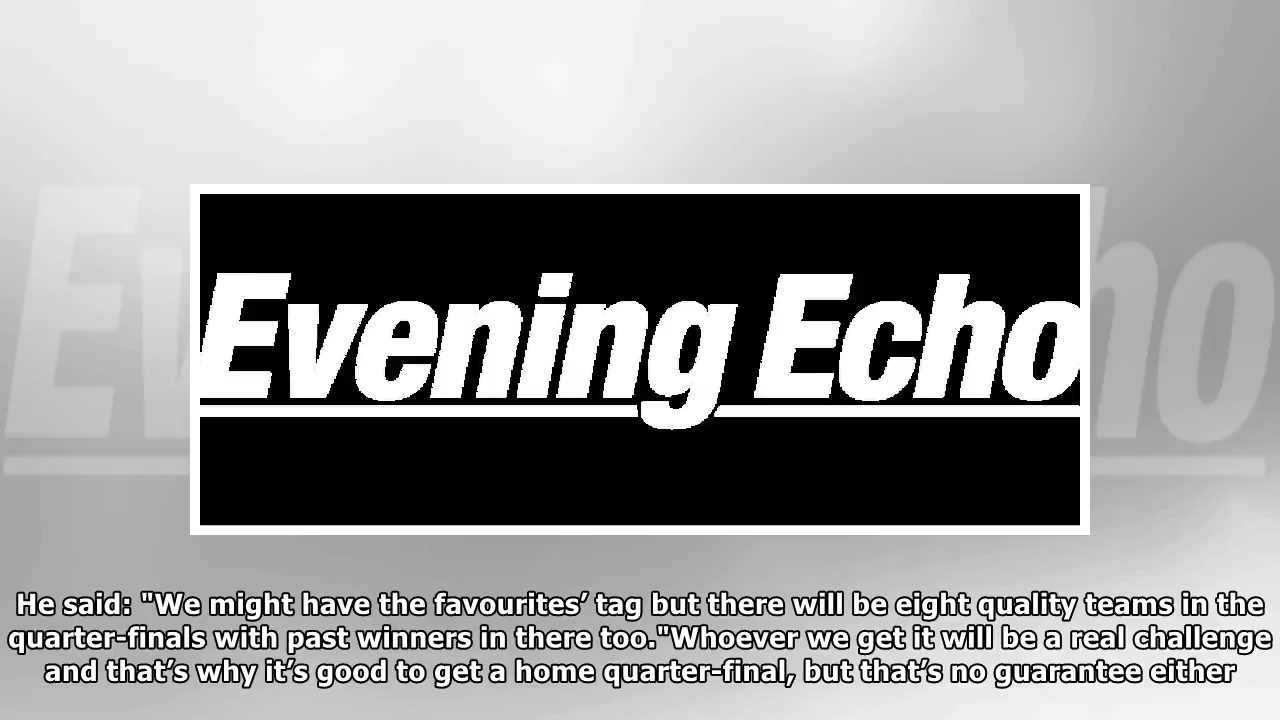 Evening Echo
He said: "We might have the favourites’ tag but there will be eight quality teams in the
quarter-finals with past winners in there too."Whoever we get it will be a real challenge
and that’s why it’s good to get a home quarter-final, but that’s no guarantee either